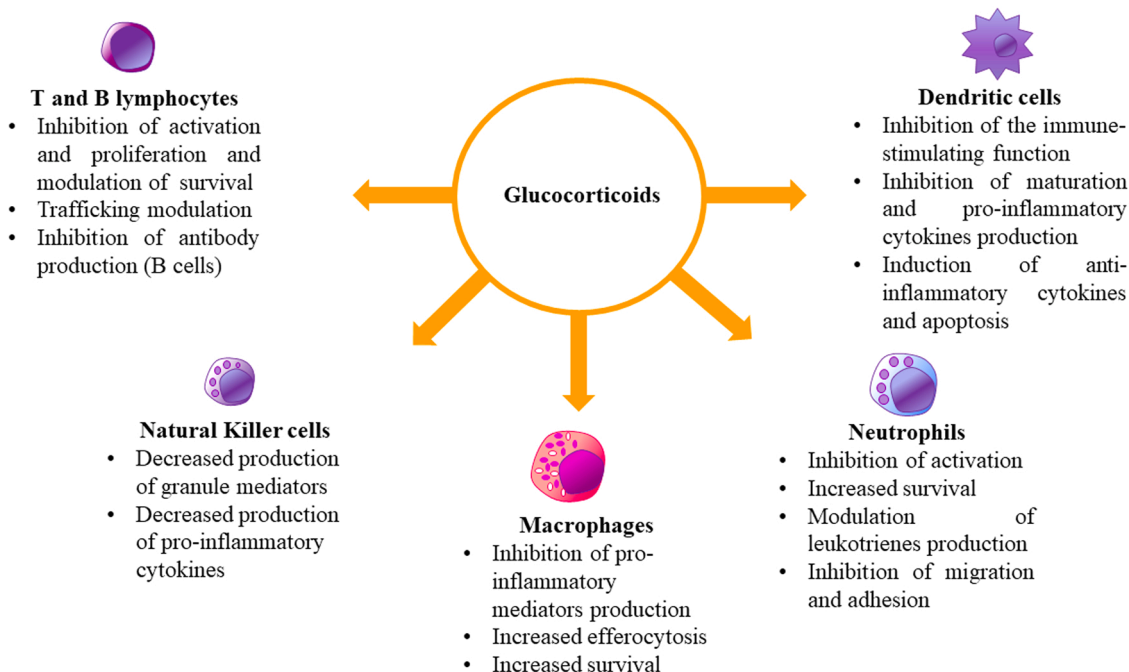 T and B lymphocytes
• Inhibition of activation
and proliferation and
modulation of survival
• Trafficking modulation
• Inhibition of antibody
production (B cells)
Glucocorticoids
Dendritic cells
• Inhibition of the immune-
stimulating function
• Inhibition of maturation
and pro-inflammatory
cytokines production
• Induction of anti-
inflammatory cytokines
and apoptosis
Natural Killer cells
• Decreased production
of granule mediators
• Decreased production
of pro-inflammatory
cytokines
Macrophages
• Inhibition of pro-
inflammatory
mediators production
• Increased efferocytosis
• Increased survival
Neutrophils
• Inhibition of activation
• Increased survival
• Modulation of
leukotrienes production
• Inhibition of migration
and adhesion